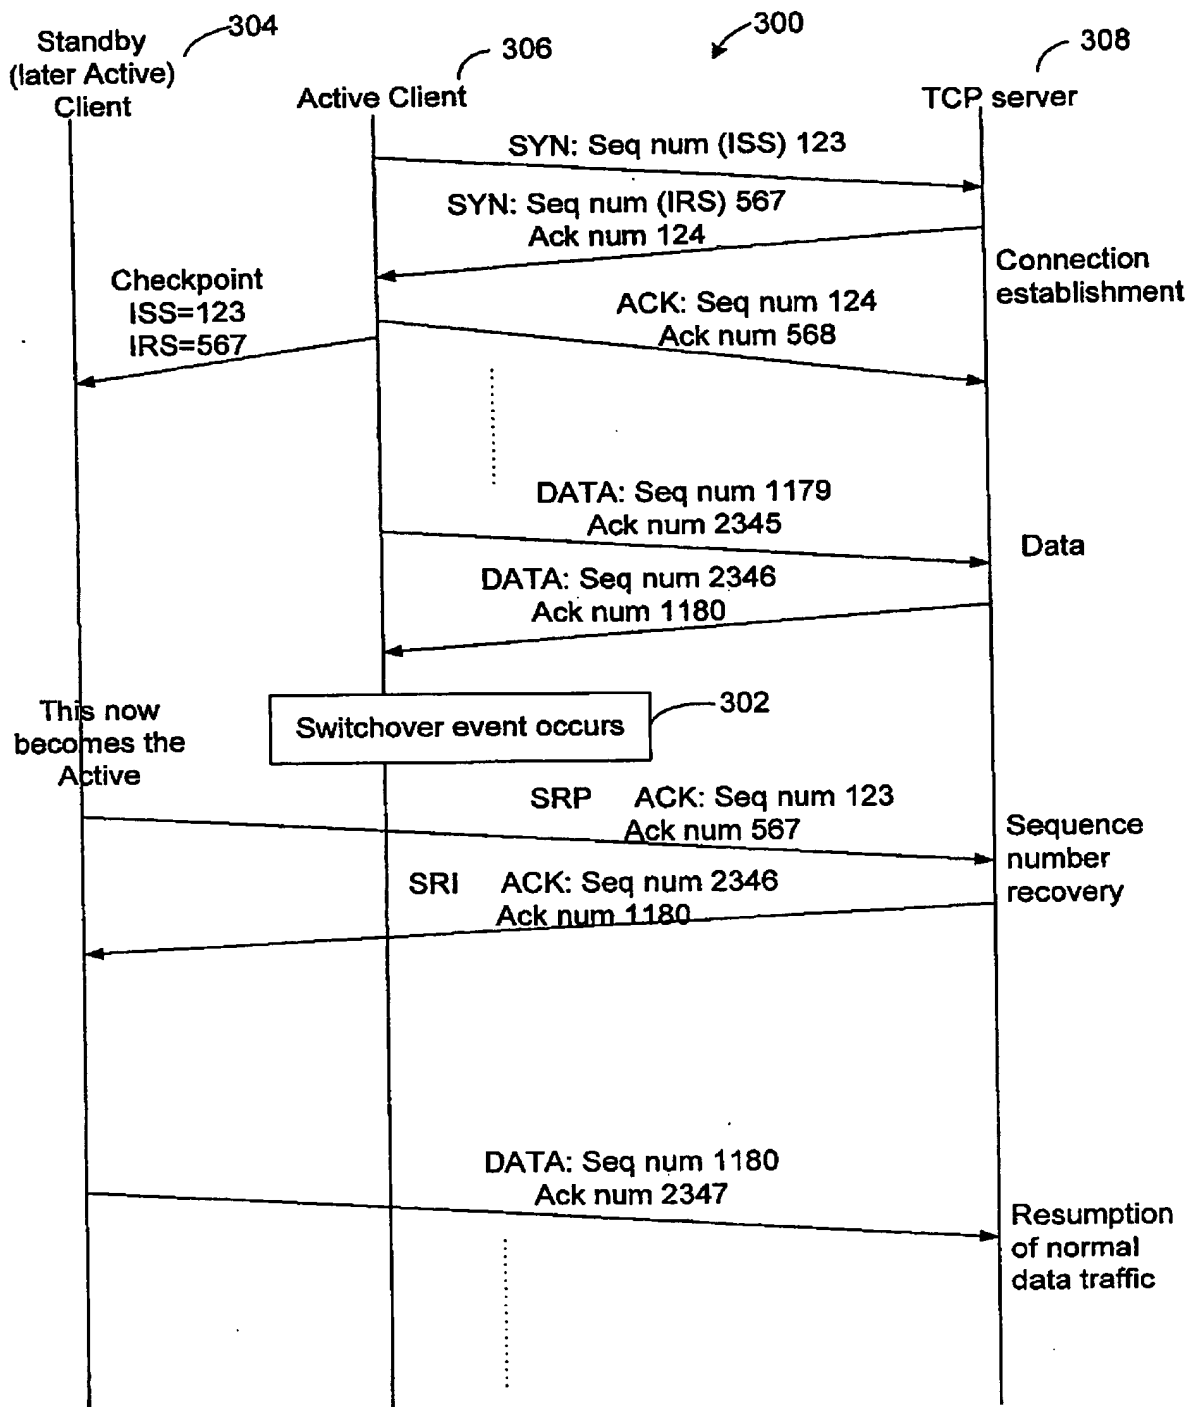 Standby
(later Active)
Client
304
Active Client
306
300
308
TCP server
SYN: Seq num (ISS) 123
SYN: Seq num (IRS) 567
Ack num 124
Connection
establishment
Checkpoint
ISS=123
IRS=567
ACK: Seq num 124
Ack num 568
DATA: Seq num 1179
Ack num 2345
Data
DATA: Seq num 2346
Ack num 1180
This now
becomes the
Active
Switchover event occurs
302
SRP ACK: Seq num 123
Ack num 567
Sequence
number
recovery
SRI ACK: Seq num 2346
Ack num 1180
DATA: Seq num 1180
Ack num 2347
Resumption
of normal
data traffic